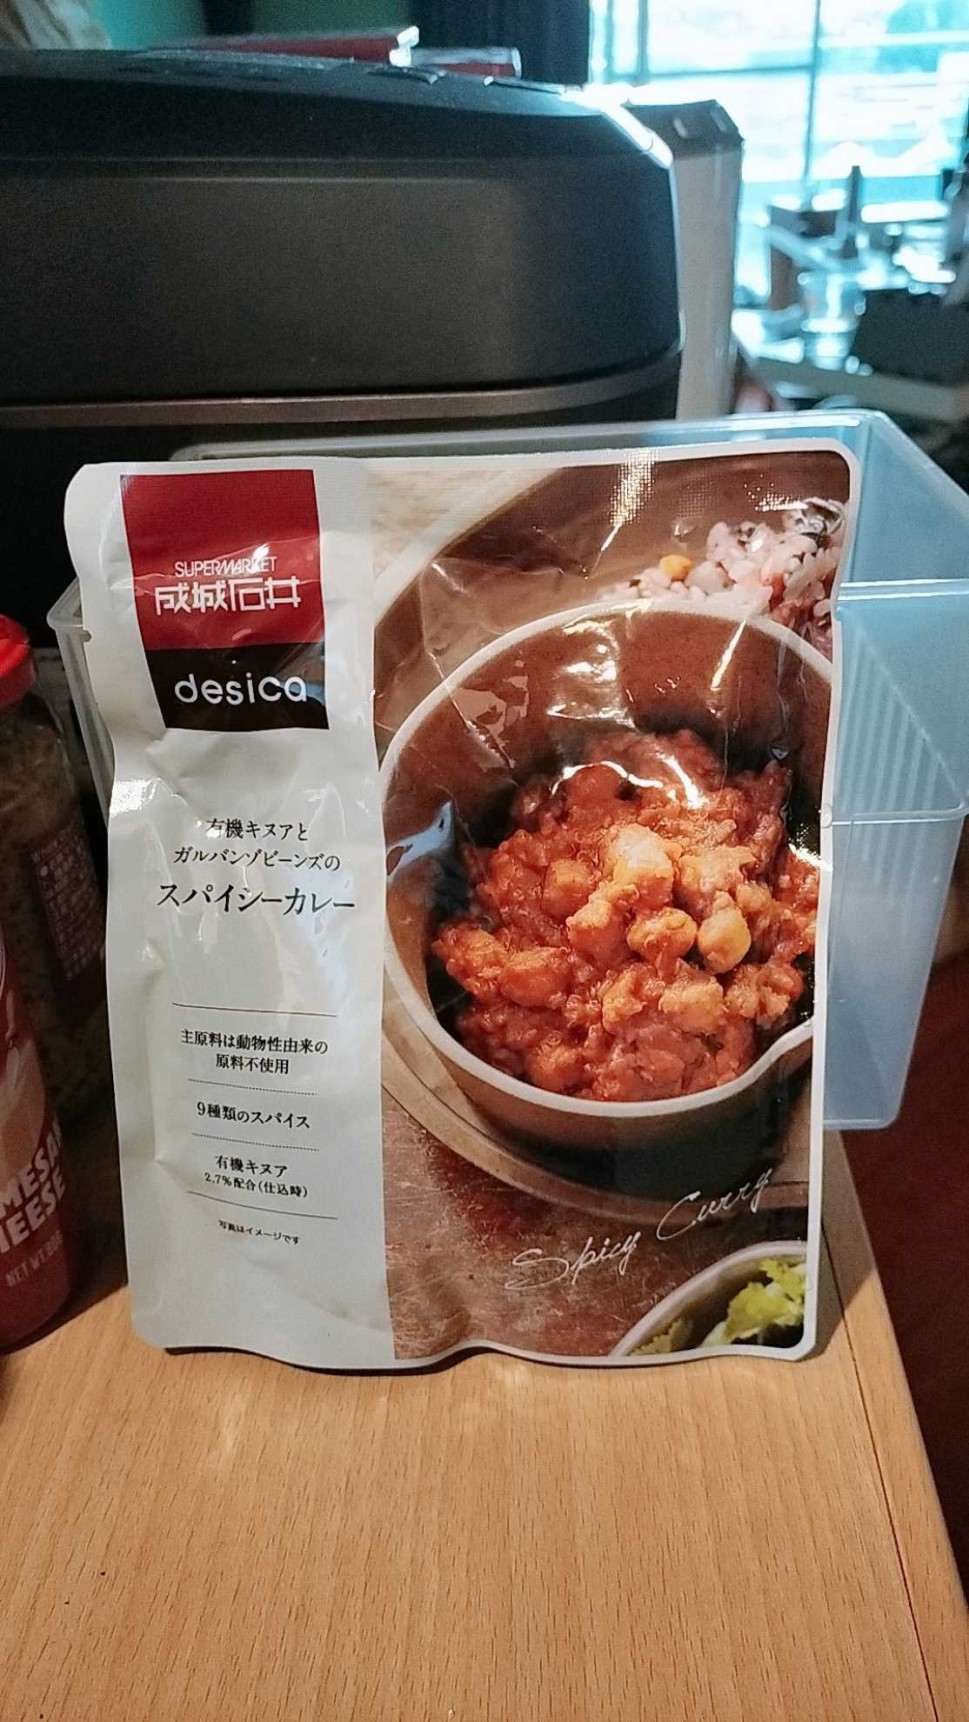 SUPERMARKET
成城石井
desica
有機キヌアと
ガルバンゾビーンズの
スパイシーカレー
主原料は動物性由来の
原料不使用
9種類のスパイス
有機キヌア
2.7%配合(仕込時)
写真はイメージです
Spicy Curry
MESAN
HEESE
NET WT